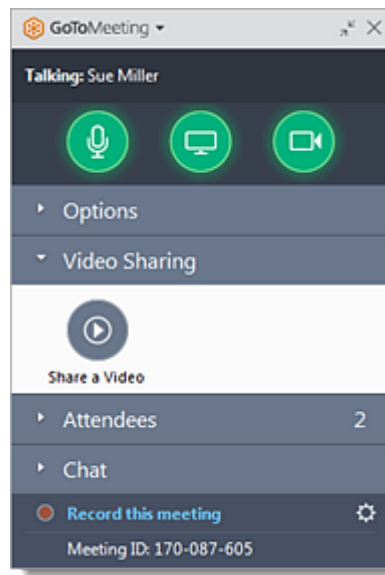 GoToMeeting
Talking: Sue Miller
Options
Video Sharing
Share a Video
Attendees 2
Chat
Record this meeting
Meeting ID: 170-087-605